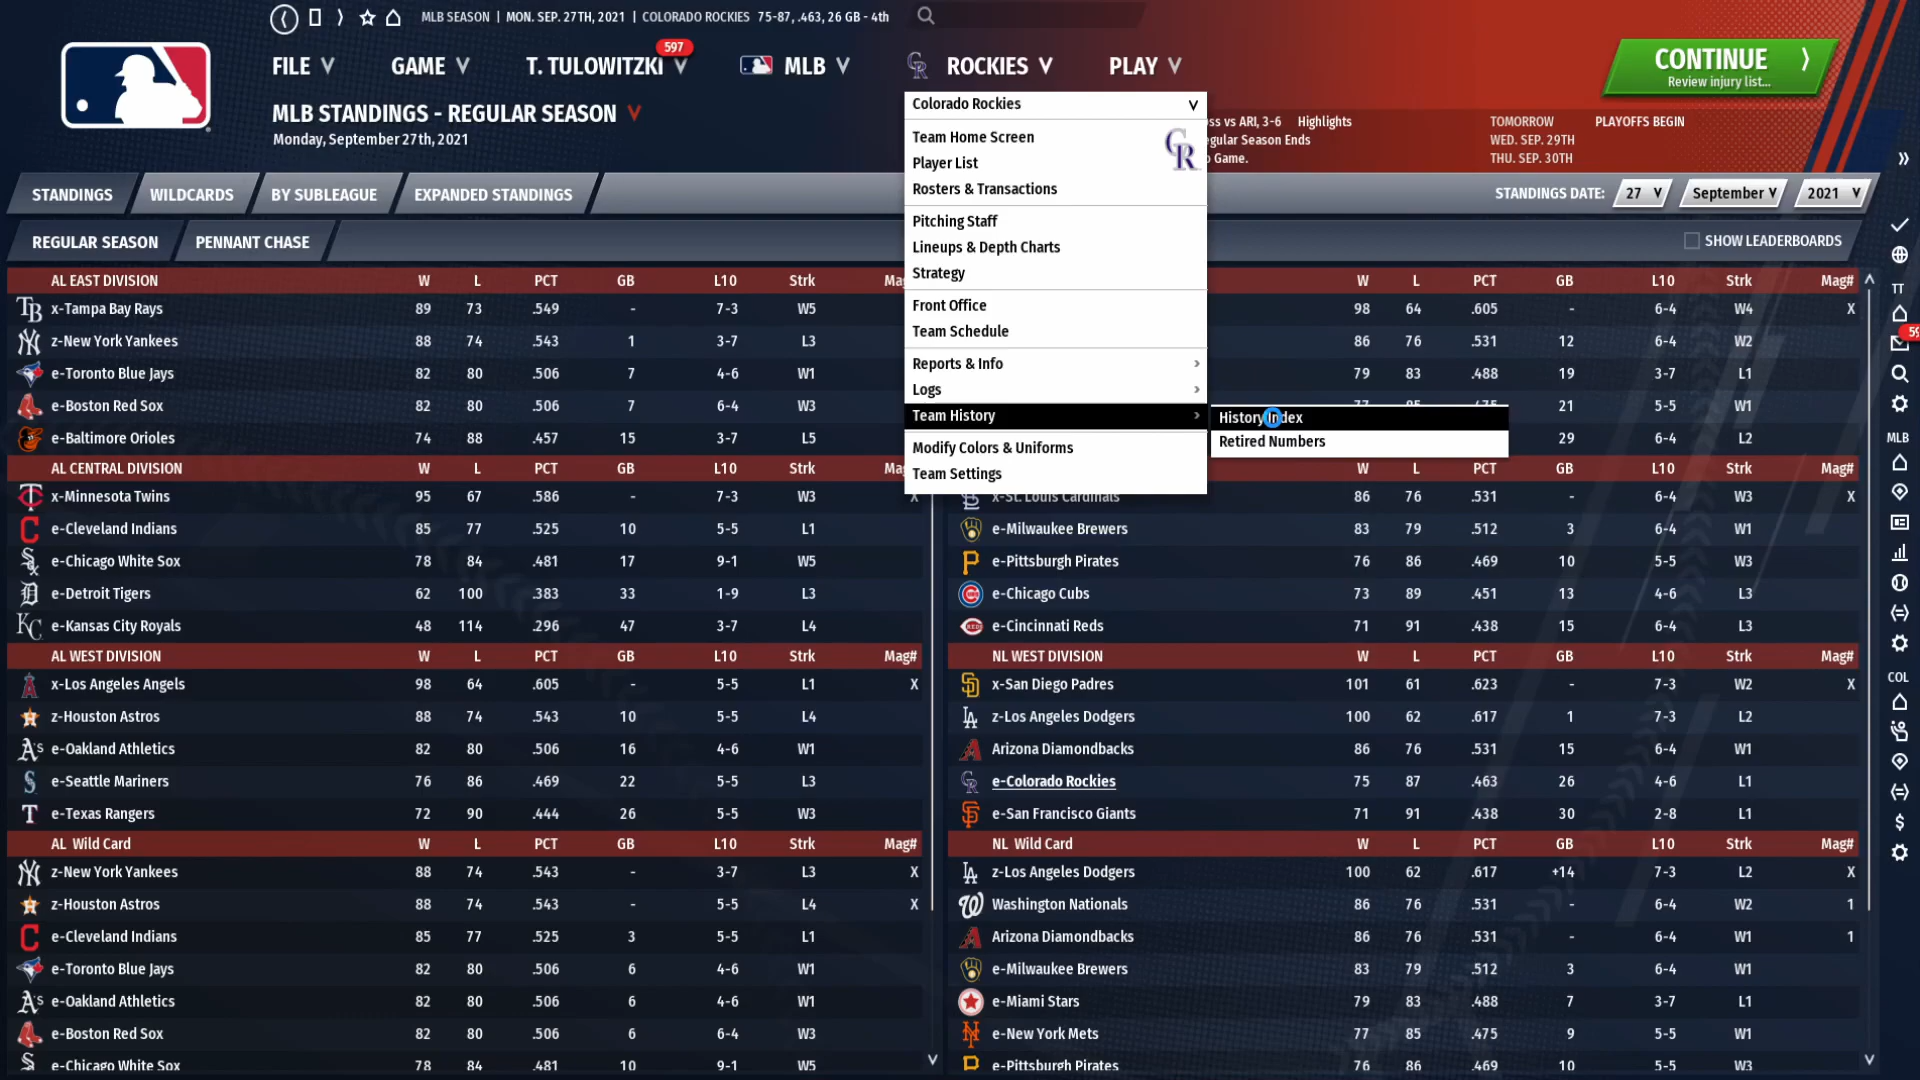 MLB SEASON | MON. SEP. 27TH, 2021 | COLORADO ROCKIES 75-87, .463, 26 GB - 4th
597
FILE GAME T. TULOWITZKI MLB ROCKIES PLAY
CONTINUE
Review injury list...
MLB STANDINGS - REGULAR SEASON
Monday, September 27th, 2021
Colorado Rockies
Team Home Screen
Player List
Rosters & Transactions
Pitching Staff
Lineups & Depth Charts
Strategy
Front Office
Team Schedule
Reports & Info
Logs
Team History
Modify Colors & Uniforms
Team Settings
History Index
Retired Numbers
oss vs ARI, 3-6 Highlights
egular Season Ends
Game.
TOMORROW PLAYOFFS BEGIN
WED. SEP. 29TH
THU. SEP. 30TH
STANDINGS WILDCARDS BY SUBLEAGUE EXPANDED STANDINGS
STANDINGS DATE: 27 September 2021
REGULAR SEASON PENNANT CHASE
SHOW LEADERBOARDS
AL EAST DIVISION W L PCT GB L10 Strk Ma
x-Tampa Bay Rays 89 73 .549 - 7-3 W5
z-New York Yankees 88 74 .543 1 3-7 L3
e-Toronto Blue Jays 82 80 .506 7 4-6 W1
e-Boston Red Sox 82 80 .506 7 6-4 W3
e-Baltimore Orioles 74 88 .457 15 3-7 L5
AL CENTRAL DIVISION W L PCT GB L10 Strk Ma
x-Minnesota Twins 95 67 .586 - 7-3 W3 X
e-Cleveland Indians 85 77 .525 10 5-5 L1
e-Chicago White Sox 78 84 .481 17 9-1 W5
e-Detroit Tigers 62 100 .383 33 1-9 L3
e-Kansas City Royals 48 114 .296 47 3-7 L4
AL WEST DIVISION W L PCT GB L10 Strk Mag#
x-Los Angeles Angels 98 64 .605 - 5-5 L1 X
z-Houston Astros 88 74 .543 10 5-5 L4
e-Oakland Athletics 82 80 .506 16 4-6 W1
e-Seattle Mariners 76 86 .469 22 5-5 L3
e-Texas Rangers 72 90 .444 26 5-5 W3
AL Wild Card W L PCT GB L10 Strk Mag#
z-New York Yankees 88 74 .543 - 3-7 L3 X
z-Houston Astros 88 74 .543 - 5-5 L4 X
e-Cleveland Indians 85 77 .525 3 5-5 L1
e-Toronto Blue Jays 82 80 .506 6 4-6 W1
e-Oakland Athletics 82 80 .506 6 4-6 W1
e-Boston Red Sox 82 80 .506 6 6-4 W3
e-Chicago White Sox 78 84 .481 10 9-1 W5
W L PCT GB L10 Strk Mag#
98 64 .605 - 6-4 W4 X
86 76 .531 12 6-4 W2
79 83 .488 19 3-7 L1
77 85 .475 21 5-5 W1
29 6-4 L2
W L PCT GB L10 Strk Mag#
x-St. Louis Cardinals 86 76 .531 - 6-4 W3 X
e-Milwaukee Brewers 83 79 .512 3 6-4 W1
e-Pittsburgh Pirates 76 86 .469 10 5-5 W3
e-Chicago Cubs 73 89 .451 13 4-6 L3
e-Cincinnati Reds 71 91 .438 15 6-4 L3
NL WEST DIVISION W L PCT GB L10 Strk Mag#
x-San Diego Padres 101 61 .623 - 7-3 W2 X
z-Los Angeles Dodgers 100 62 .617 1 7-3 L2
Arizona Diamondbacks 86 76 .531 15 6-4 W1
e-Colorado Rockies 75 87 .463 26 4-6 L1
e-San Francisco Giants 71 91 .438 30 2-8 L1
NL Wild Card W L PCT GB L10 Strk Mag#
z-Los Angeles Dodgers 100 62 .617 +14 7-3 L2 X
Washington Nationals 86 76 .531 - 6-4 W2 1
Arizona Diamondbacks 86 76 .531 - 6-4 W1 1
e-Milwaukee Brewers 83 79 .512 3 6-4 W1
e-Miami Stars 79 83 .488 7 3-7 L1
e-New York Mets 77 85 .475 9 5-5 W1
e-Pittsburgh Pirates 76 86 .469 10 5-5 W3
TT
59
MLB
COL
$